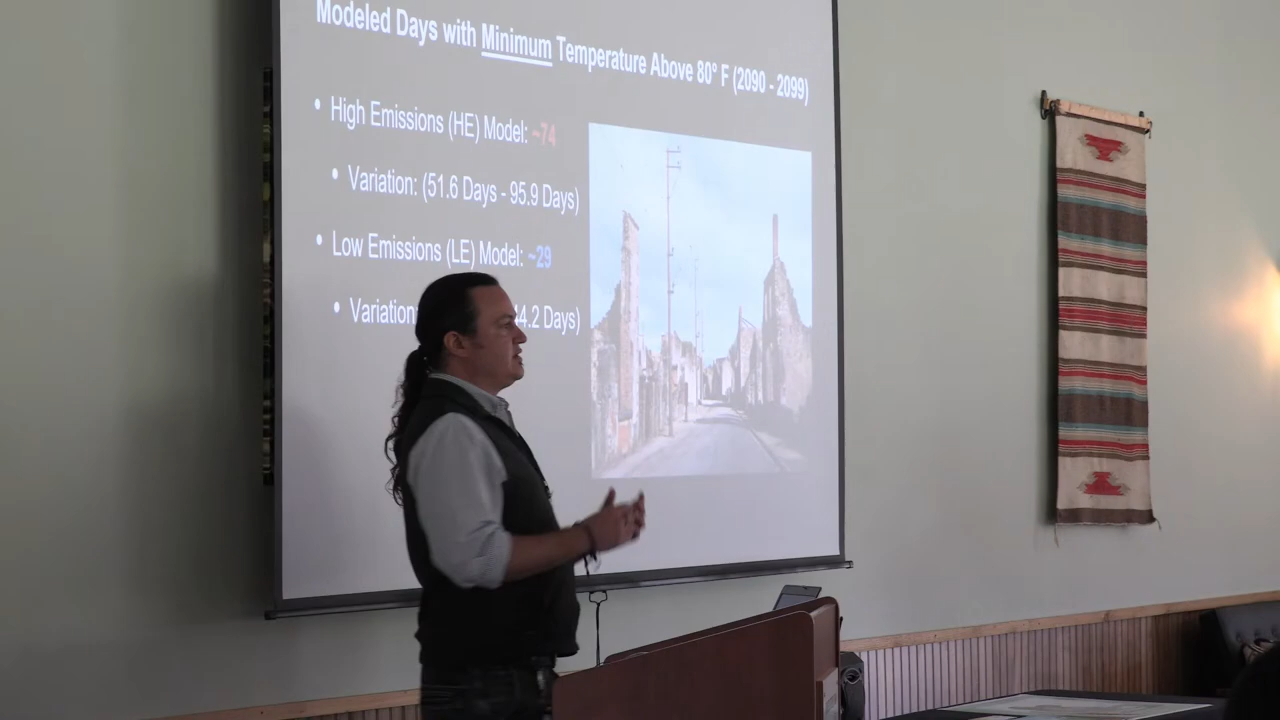 Modeled Days with Minimum Temperature Above 80° F (2090 - 2099)
• High Emissions (HE) Model: ~74
• Variation: (51.6 Days - 95.9 Days)
• Low Emissions (LE) Model: ~29
• Variation 4.2 Days)